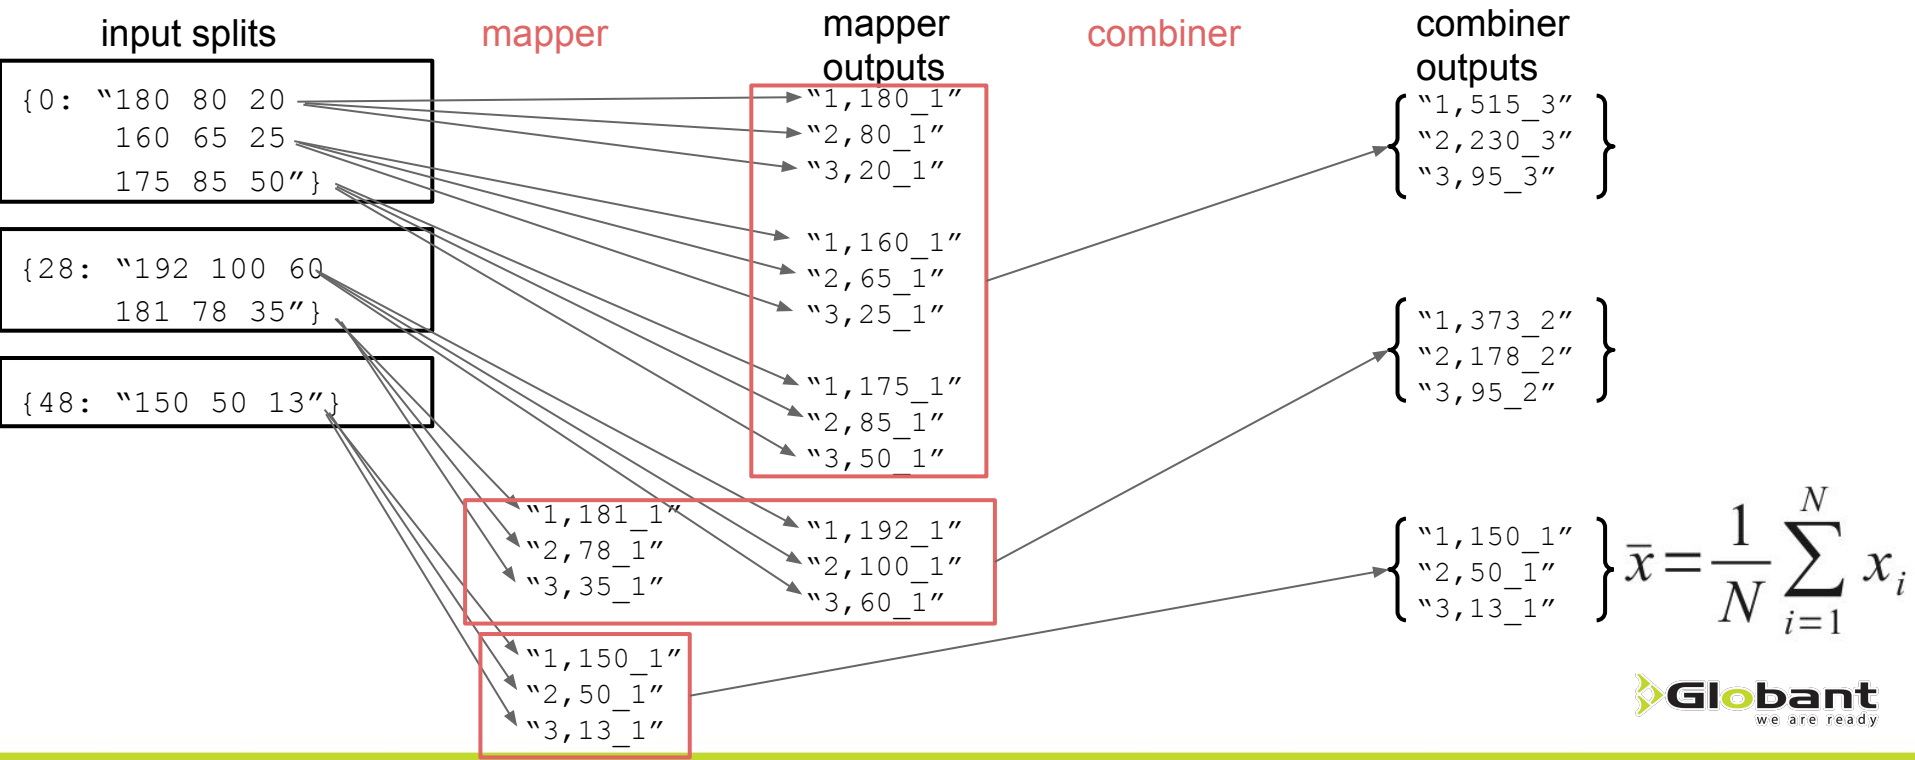 input splits
mapper
mapper
outputs
combiner
combiner
outputs
{0: “180 80 20
160 65 25
175 85 50”}
{28: “192 100 60
181 78 35”}
{48: “150 50 13”}
“1,180_1”
“2,80_1”
“3,20_1”
“1,160_1”
“2,65_1”
“3,25_1”
“1,175_1”
“2,85_1”
“3,50_1”
“1,181_1”
“2,78_1”
“3,35_1”
“1,192_1”
“2,100_1”
“3,60_1”
“1,150_1”
“2,50_1”
“3,13_1”
“1,515_3”
“2,230_3”
“3,95_3”
“1,373_2”
“2,178_2”
“3,95_2”
“1,150_1”
“2,50_1”
“3,13_1”
x̄ = 1/N ∑ i=1 N x i
Globant
we are ready